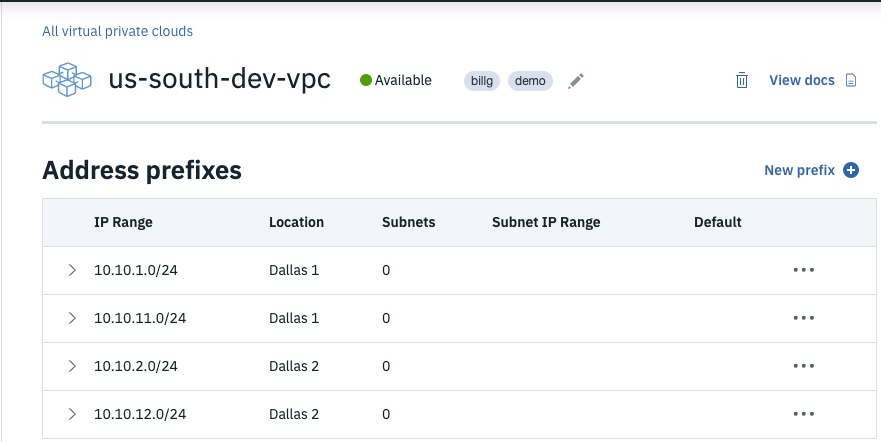 All virtual private clouds
us-south-dev-vpc Available billg demo View docs
Address prefixes New prefix
IP Range Location Subnets Subnet IP Range Default
10.10.1.0/24 Dallas 1 0
10.10.11.0/24 Dallas 1 0
10.10.2.0/24 Dallas 2 0
10.10.12.0/24 Dallas 2 0